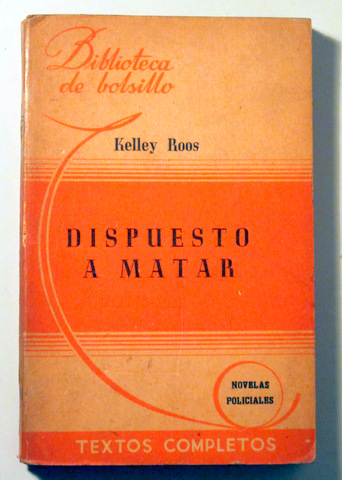 Biblioteca
de bolsillo
Kelley Roos
DISPUESTO
A MATAR
NOVELAS
POLICIALES
TEXTOS COMPLETOS